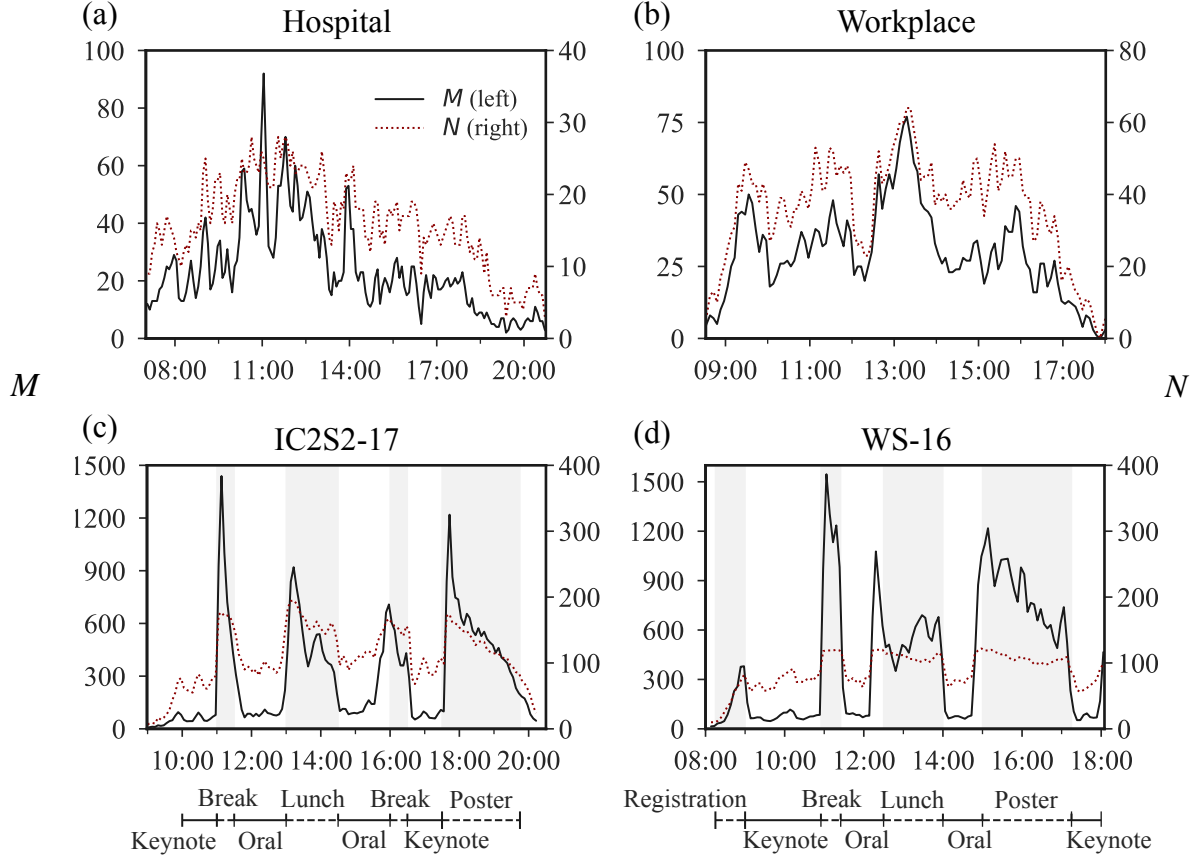 (a) Hospital
(b) Workplace
100
80
60
40
20
0
40
30
20
10
0
M (left)
N (right)
08:00 11:00 14:00 17:00 20:00
100
75
50
25
0
80
60
40
20
0
09:00 11:00 13:00 15:00 17:00
M
N
(c) IC2S2-17
(d) WS-16
1500
1200
900
600
300
0
400
300
200
100
0
10:00 12:00 14:00 16:00 18:00 20:00
Break Lunch Break Poster
Keynote Oral Oral Keynote
1500
1200
900
600
300
0
400
300
200
100
0
08:00 10:00 12:00 14:00 16:00 18:00
Registration Break Lunch Poster
Keynote Oral Oral Keynote